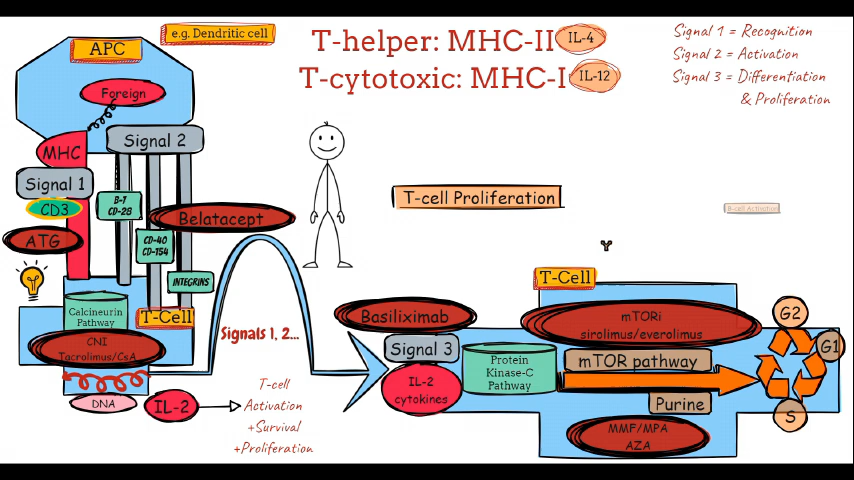 APC
e.g. Dendritic cell
T-helper: MHC-II
IL-4
T-cytotoxic: MHC-I
IL-12
Signal 1 = Recognition
Signal 2 = Activation
Signal 3 = Differentiation
& Proliferation
Foreign
MHC
Signal 2
Signal 1
CD3
ATG
B-7
CD-28
Belatacept
CD-40
CD-154
INTEGRINS
Calcineurin
Pathway
T-Cell
CNI
Tacrolimus/CsA
DNA
IL-2
Signals 1, 2...
T-cell
Activation
+Survival
+Proliferation
T-cell Proliferation
B-cell Activation
T-Cell
Basiliximab
Signal 3
IL-2
cytokines
Protein
Kinase-C
Pathway
mTORi
sirolimus/everolimus
mTOR pathway
Purine
MMF/MPA
AZA
G2
G1
S